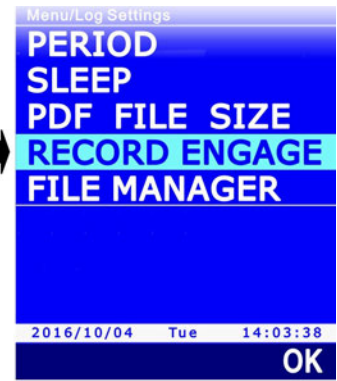 Menu/Log Settings
PERIOD
SLEEP
PDF FILE SIZE
RECORD ENGAGE
FILE MANAGER
2016/10/04 Tue 14:03:38
OK